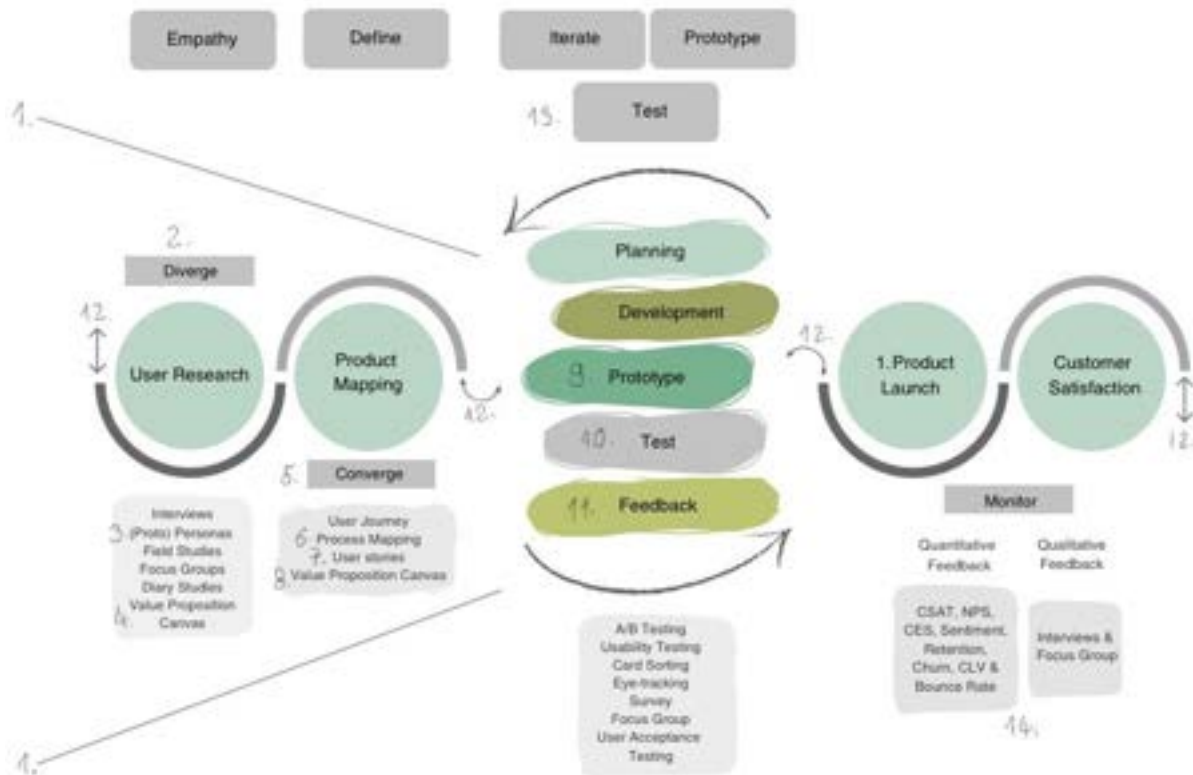 Empathy
Define
Iterate
Prototype
1.
13.
Test
2.
Diverge
Planning
Development
12
User Research
Product
Mapping
9.
Prototype
12.
1. Product
Launch
Customer
Satisfaction
12.
10.
Test
12.
5.
Converge
11.
Feedback
Monitor
Interviews
3. (Proto) Personas
Field Studies
Focus Groups
Diary Studies
Value Proposition
4. Canvas
User Journey
6. Process Mapping
7. User stories
8. Value Proposition Canvas
Quantitative
Feedback
Qualitative
Feedback
CSAT, NPS,
CES, Sentiment,
Retention,
Churn, CLV &
Bounce Rate
Interviews &
Focus Group
14.
A/B Testing
Usability Testing
Card Sorting
Eye-tracking
Survey
Focus Group
User Acceptance
Testing
1.